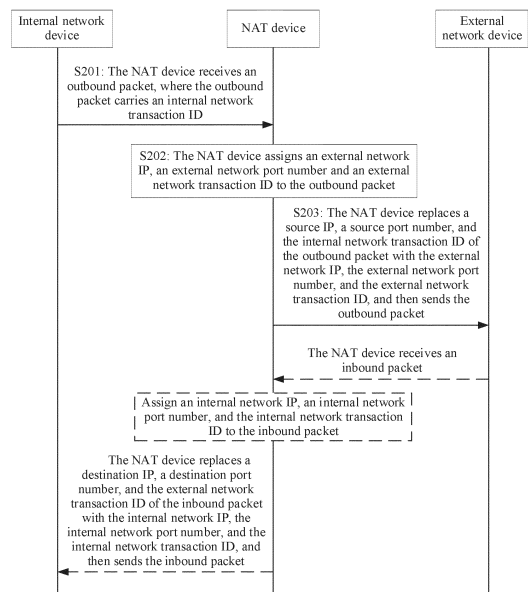 Internal network
device
NAT device
External
network device
S201: The NAT device receives an
outbound packet, where the outbound
packet carries an internal network
transaction ID
S202: The NAT device assigns an external network
IP, an external network port number and an external
network transaction ID to the outbound packet
S203: The NAT device replaces a
source IP, a source port number, and
the internal network transaction ID of
the outbound packet with the external
network IP, the external network port
number, and the external network
transaction ID, and then sends the
outbound packet
The NAT device receives an
inbound packet
Assign an internal network IP, an internal network
port number, and the internal network transaction
ID to the inbound packet
The NAT device replaces a
destination IP, a destination port
number, and the external network
transaction ID of the inbound packet
with the internal network IP, the
internal network port number, and the
internal network transaction ID, and
then sends the inbound packet